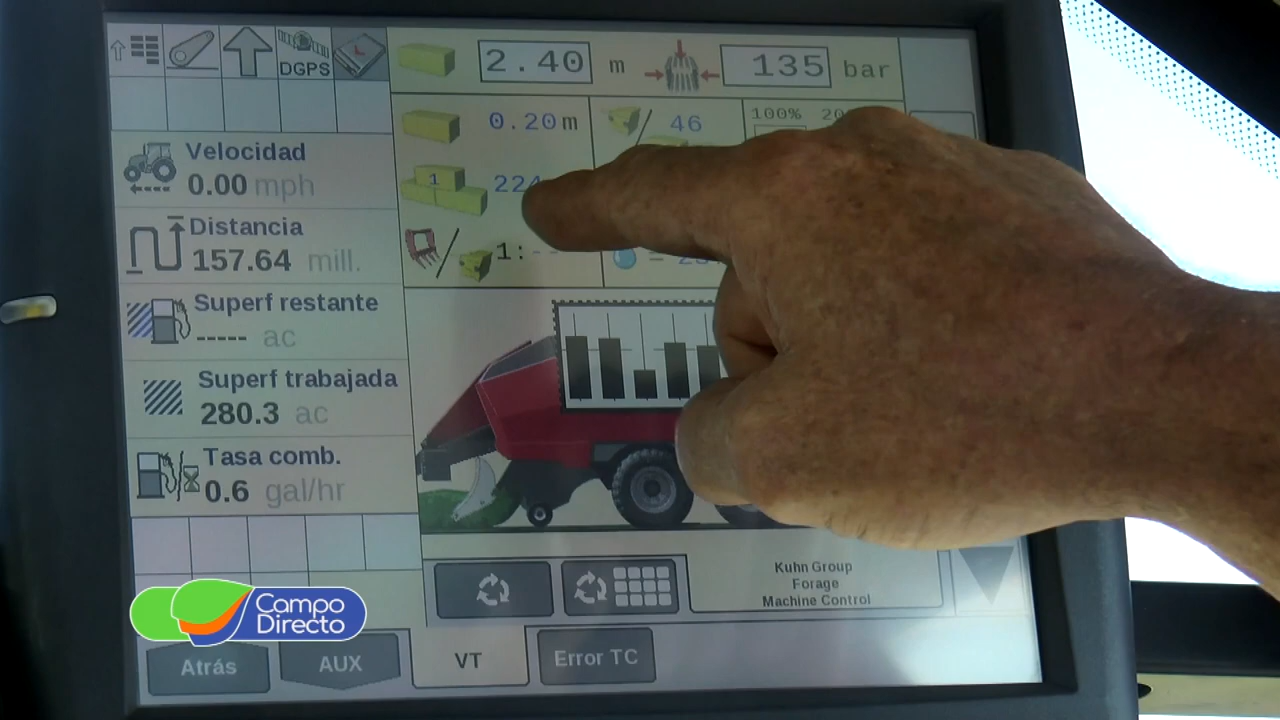 DGPS
2.40 m
135 bar
0.20m
46
100%
Velocidad
0.00 mph
1
Distancia
157.64 mill.
1:--
Superf restante
----- ac
Superf trabajada
280.3 ac
Tasa comb.
0.6 gal/hr
Kuhn Group
Forage
Machine Control
Campo
Directo
Atrás
AUX
VT
Error TC